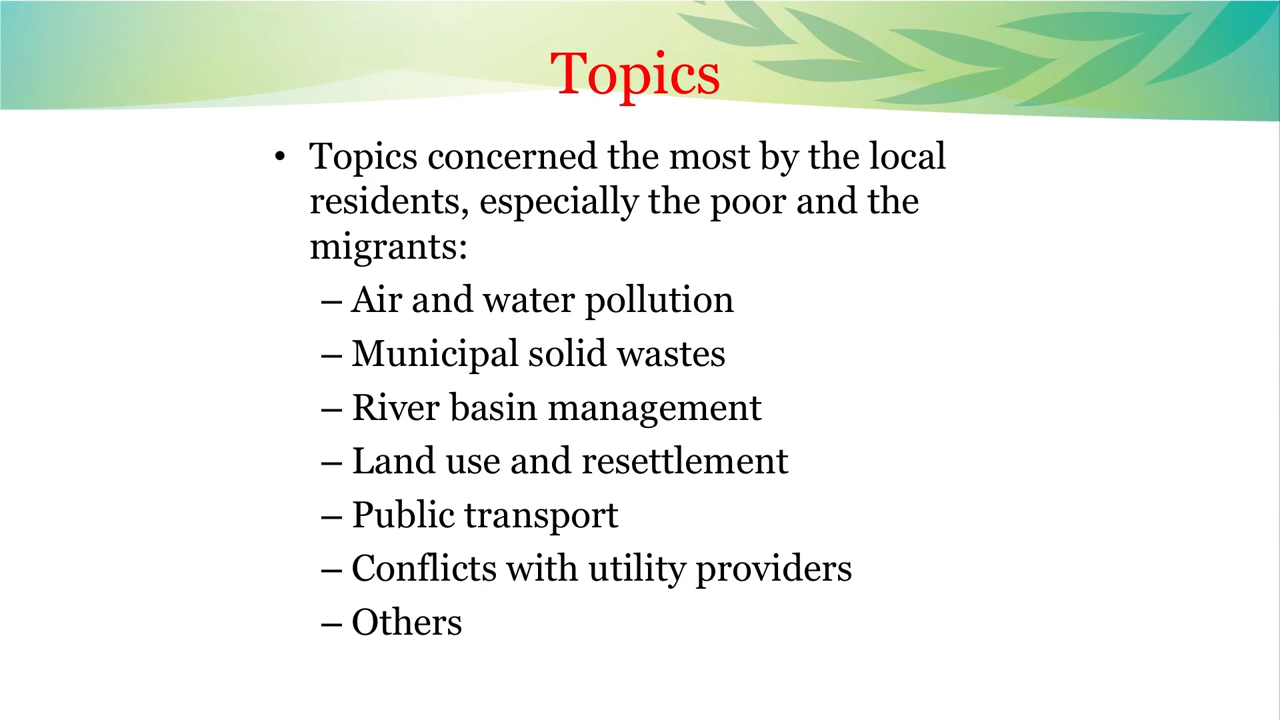 Topics
• Topics concerned the most by the local
residents, especially the poor and the
migrants:
– Air and water pollution
– Municipal solid wastes
– River basin management
– Land use and resettlement
– Public transport
– Conflicts with utility providers
– Others